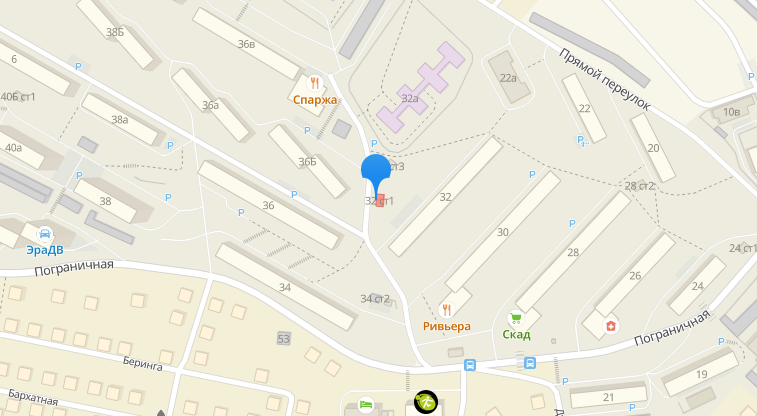 38Б
36в
6
Спаржа
32а
22а
Прямой переулок
40Б ст1
38а
36а
22
10в
20
40а
36Б
ст3
38
36
32 ст1
32
28 ст2
30
28
26
24 ст1
ЭраДВ
Пограничная
34
34 ст2
24
Ривьера
Скад
Пограничная
53
Беринга
19
Бархатная
21
P
P
P
P
P
P
P
P
P
P
P
P
P
P